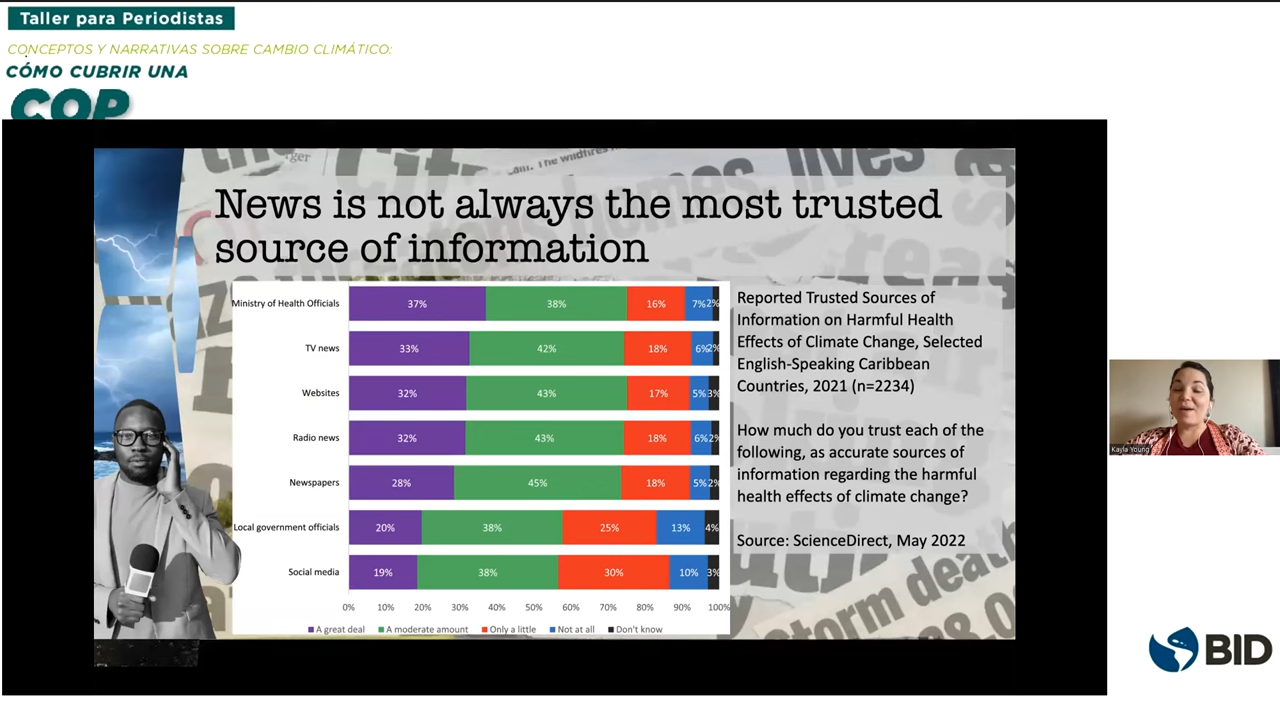 Taller para Periodistas
CONCEPTOS Y NARRATIVAS SOBRE CAMBIO CLIMÁTICO:
CÓMO CUBRIR UNA
COP
The wildfires
lives
homes,
News is not always the most trusted
source of information
Ministry of Health Officials 37% 38% 16% 7% 2%
TV news 33% 42% 18% 6% 2%
Websites 32% 43% 17% 5% 3%
Radio news 32% 43% 18% 6% 2%
Newspapers 28% 45% 18% 5% 2%
Local government officials 20% 38% 25% 13% 4%
Social media 19% 38% 30% 10% 3%
0% 10% 20% 30% 40% 50% 60% 70% 80% 90% 100%
A great deal A moderate amount Only a little Not at all Don't know
Reported Trusted Sources of
Information on Harmful Health
Effects of Climate Change, Selected
English-Speaking Caribbean
Countries, 2021 (n=2234)
How much do you trust each of the
following, as accurate sources of
information regarding the harmful
health effects of climate change?
Source: ScienceDirect, May 2022
storm death
Kayla Young
BID